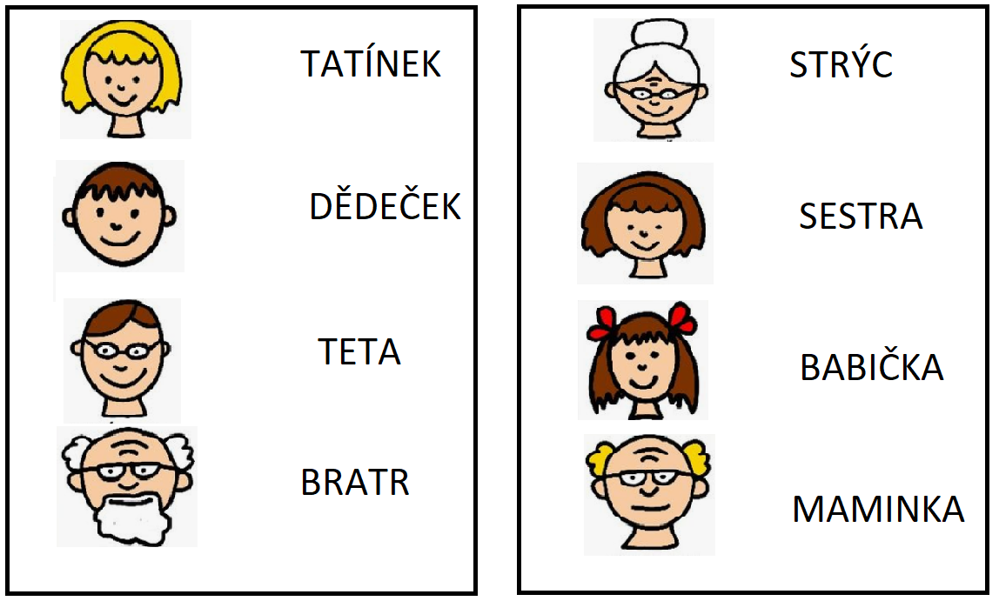 TATÍNEK
DĚDEČEK
TETA
BRATR
STRÝC
SESTRA
BABIČKA
MAMINKA